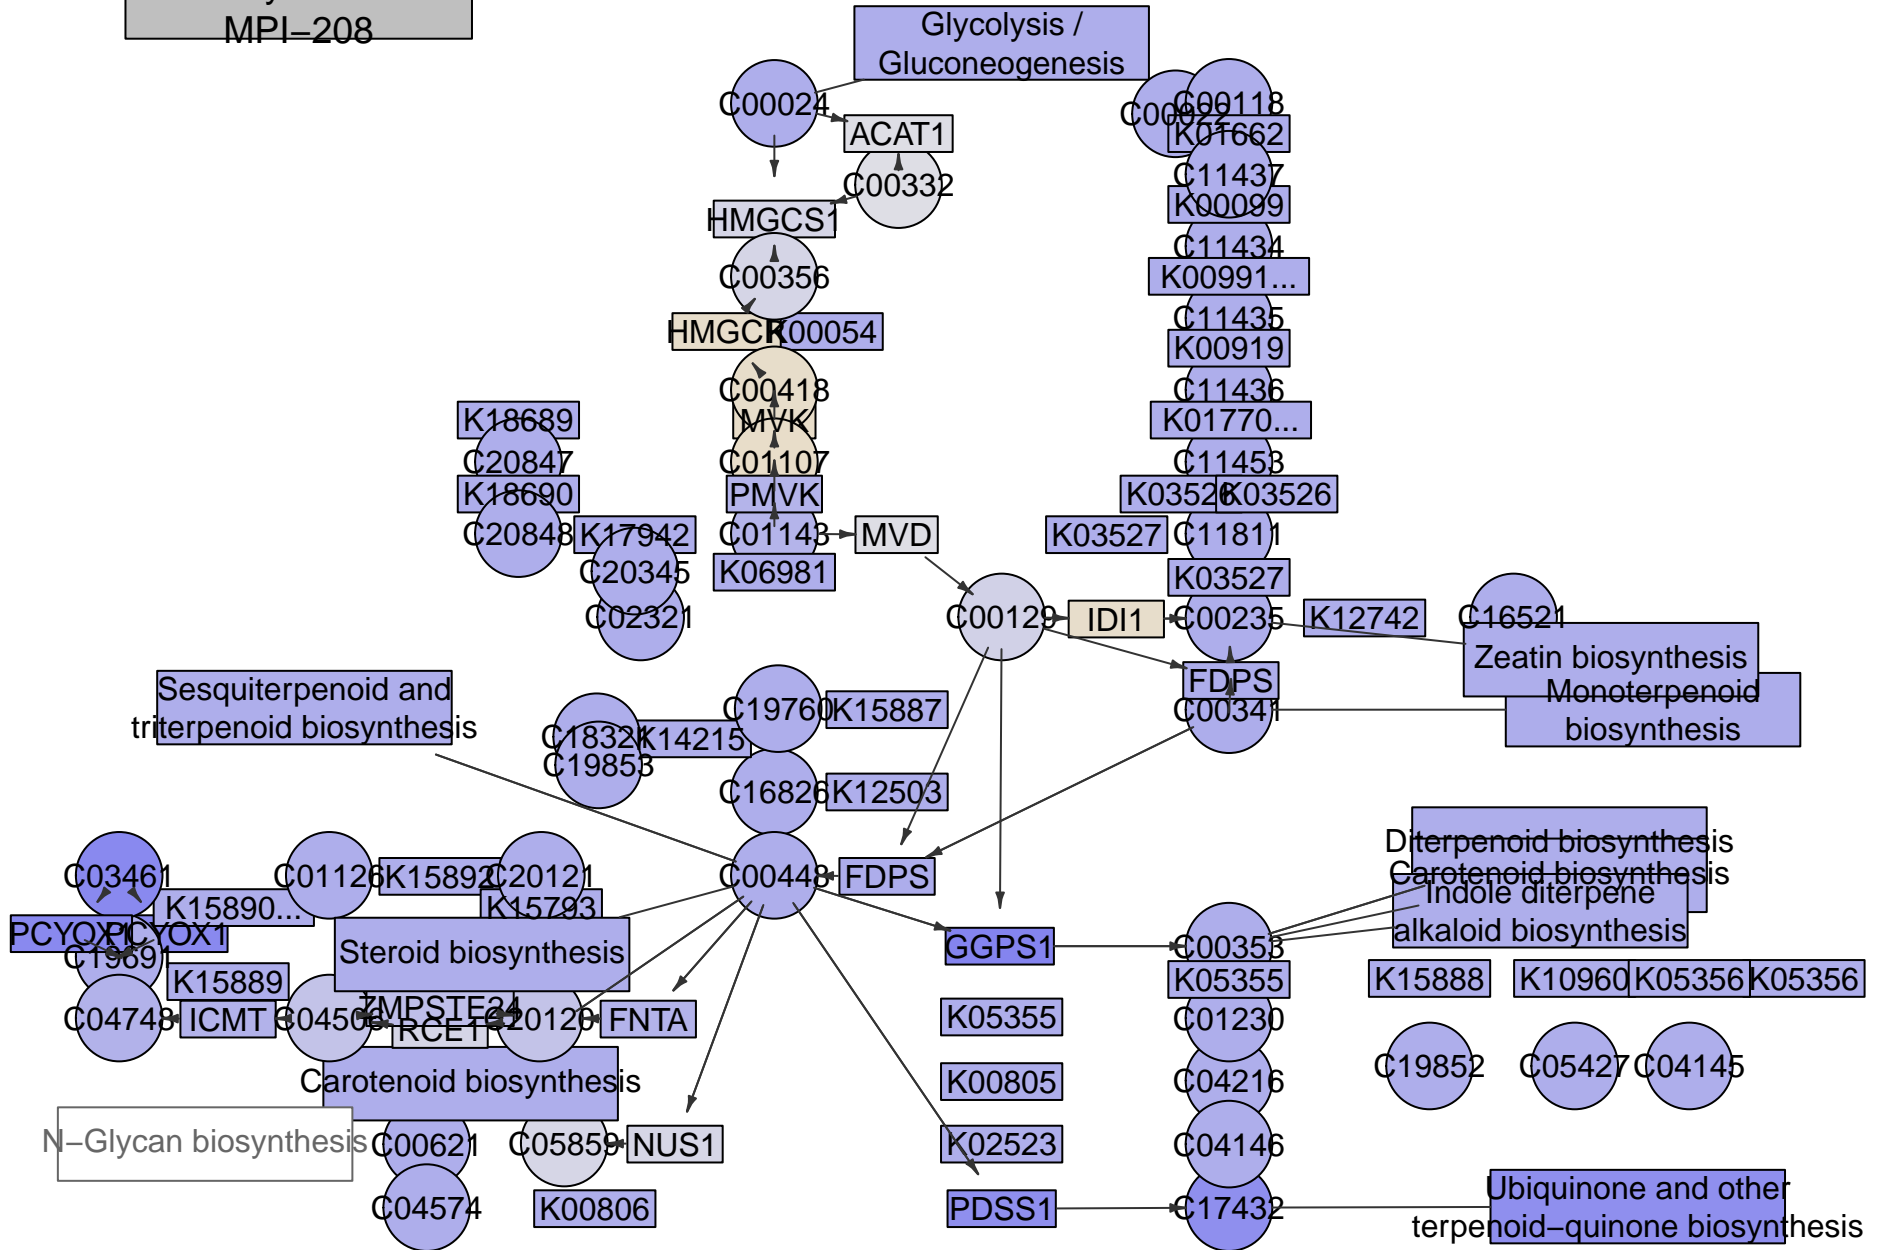 MPI−208
Glycolysis /
Gluconeogenesis
C00024
C00022
C00118
ACAT1
K01662
C00332
C11437
HMGCS1
K00099
C11434
C00356
K00991...
C11435
HMGCR
K00054
K00919
C00418
C11436
K18689
MVK
K01770...
C20847
C01107
C11453
K18690
PMVK
K03526
K03526
C20848
K17942
C01143
MVD
K03527
C11811
C20345
K06981
K03527
C02321
C00129
IDI1
C00235
K12742
C16521
Zeatin biosynthesis
FDPS
Sesquiterpenoid and
triterpenoid biosynthesis
Monoterpenoid
biosynthesis
C19760
K15887
C00341
C18324
K14215
C19853
C16826
K12503
Diterpenoid biosynthesis
Carotenoid biosynthesis
Indole diterpene
alkaloid biosynthesis
C03461
C01126
K15892
C20121
C00448
FDPS
K15890...
K15793
PCYOX1
PCYOX1
Steroid biosynthesis
GGPS1
C00353
C19691
K15889
K05355
K15888
K10960
K05356
K05356
C04748
ICMT
C04506
ZMPSTE24
RCE1
C20120
FNTA
K05355
C01230
C19852
C05427
C04145
Carotenoid biosynthesis
K00805
C04216
N−Glycan biosynthesis
C00621
C05859
NUS1
K02523
C04146
C04574
K00806
PDSS1
C17432
Ubiquinone and other
terpenoid−quinone biosynthesis